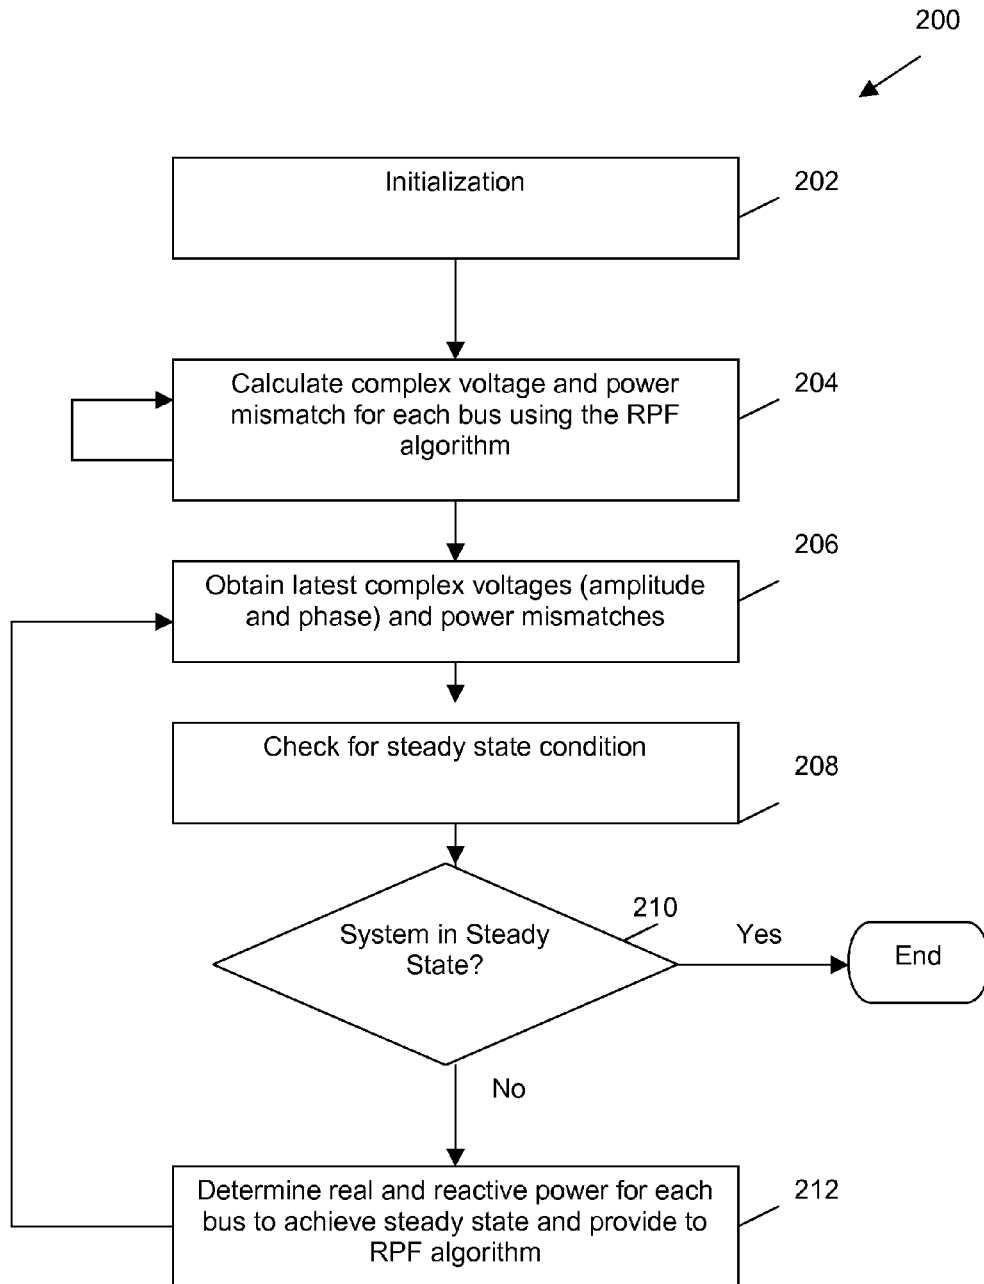 200
Initialization
202
Calculate complex voltage and power
mismatch for each bus using the RPF
algorithm
204
206
Obtain latest complex voltages (amplitude
and phase) and power mismatches
Check for steady state condition
208
210
System in Steady
State?
Yes
End
No
Determine real and reactive power for each
bus to achieve steady state and provide to
RPF algorithm
212